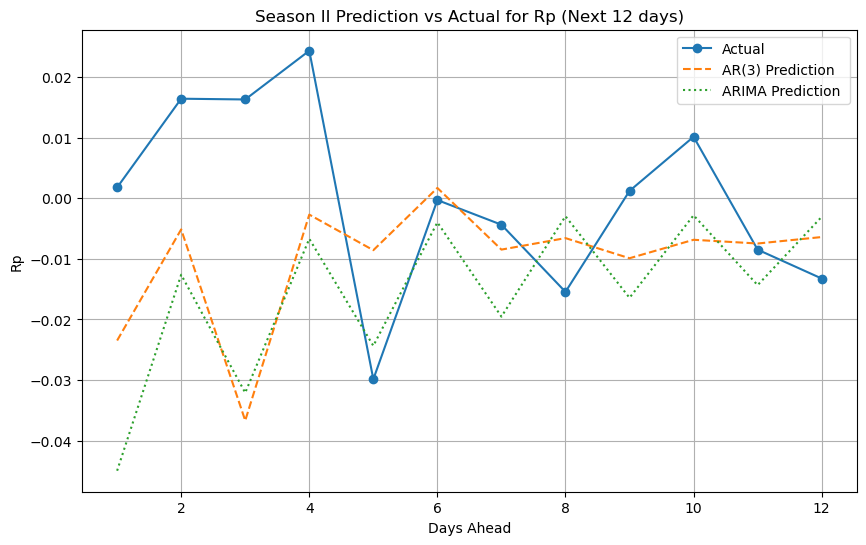 Season II Prediction vs Actual for Rp (Next 12 days)
Actual
AR(3) Prediction
ARIMA Prediction
0.02
0.01
0.00
−0.01
−0.02
−0.03
−0.04
Rp
2 4 6 8 10 12
Days Ahead